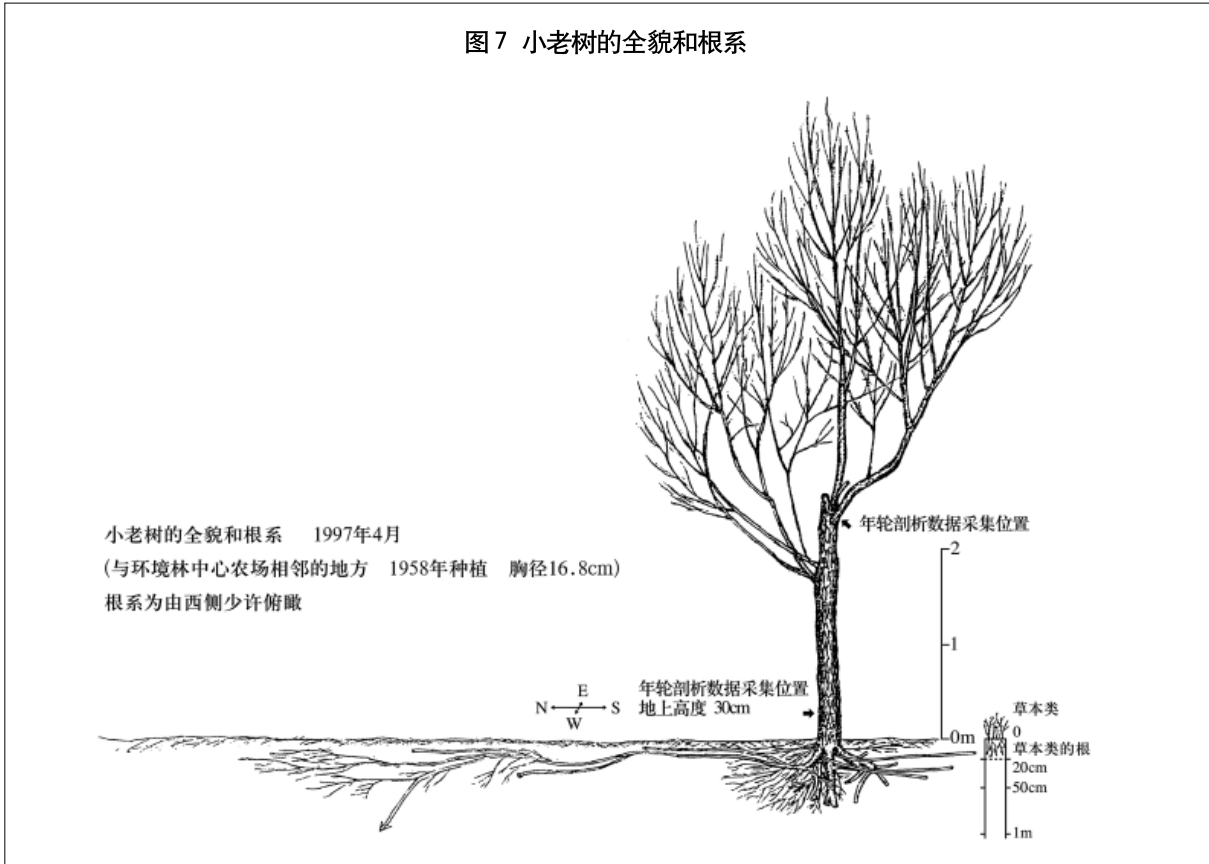 图7 小老树的全貌和根系
小老树的全貌和根系 1997年4月
(与环境林中心农场相邻的地方 1958年种植 胸径16.8cm)
根系为由西侧少许俯瞰
年轮剖析数据采集位置
2
1
0m
年轮剖析数据采集位置
地上高度 30cm
E
N S
W
草本类
0
草本类的根
20cm
50cm
1m